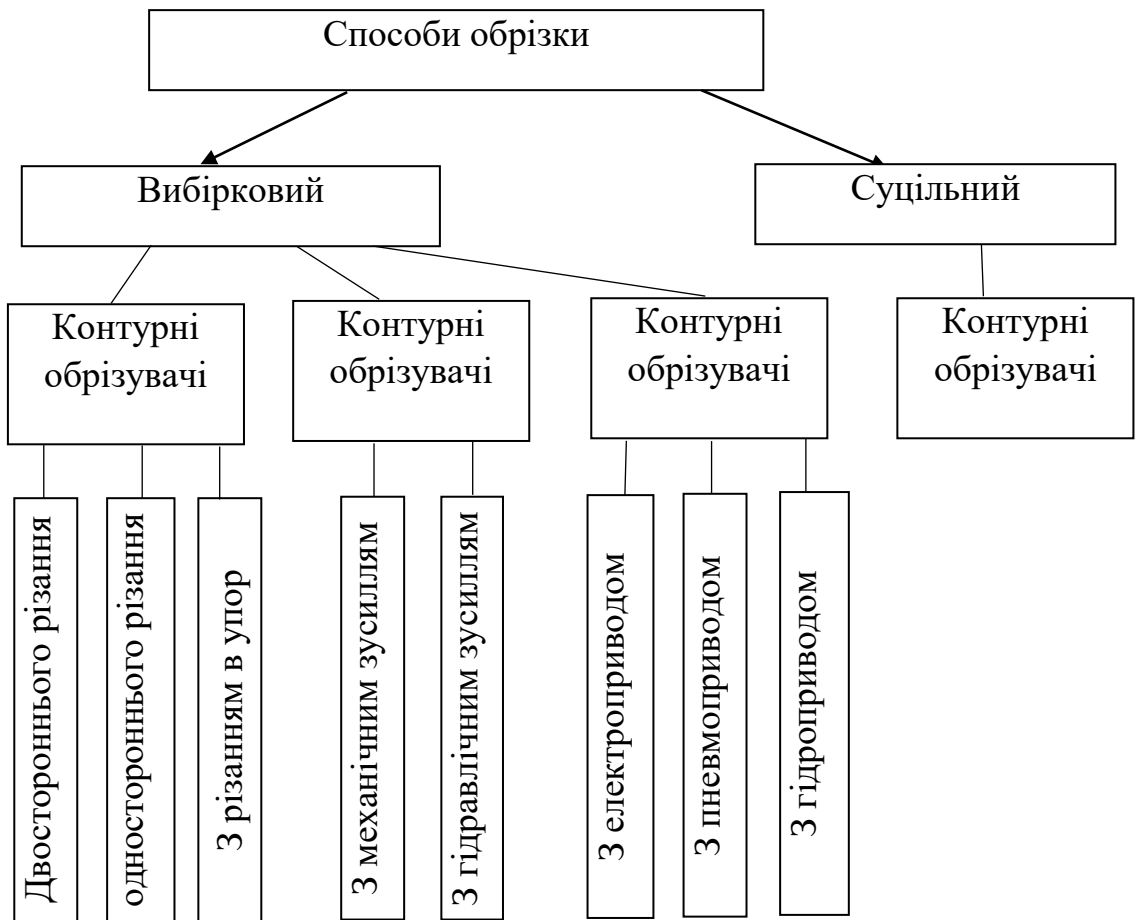 Способи обрізки
Вибірковий
Суцільний
Контурні
обрізувачі
Контурні
обрізувачі
Контурні
обрізувачі
Контурні
обрізувачі
Двостороннього різання
одностороннього різання
З різанням в упор
З механічним зусиллям
З гідравлічним зусиллям
З електроприводом
З пневмоприводом
З гідроприводом